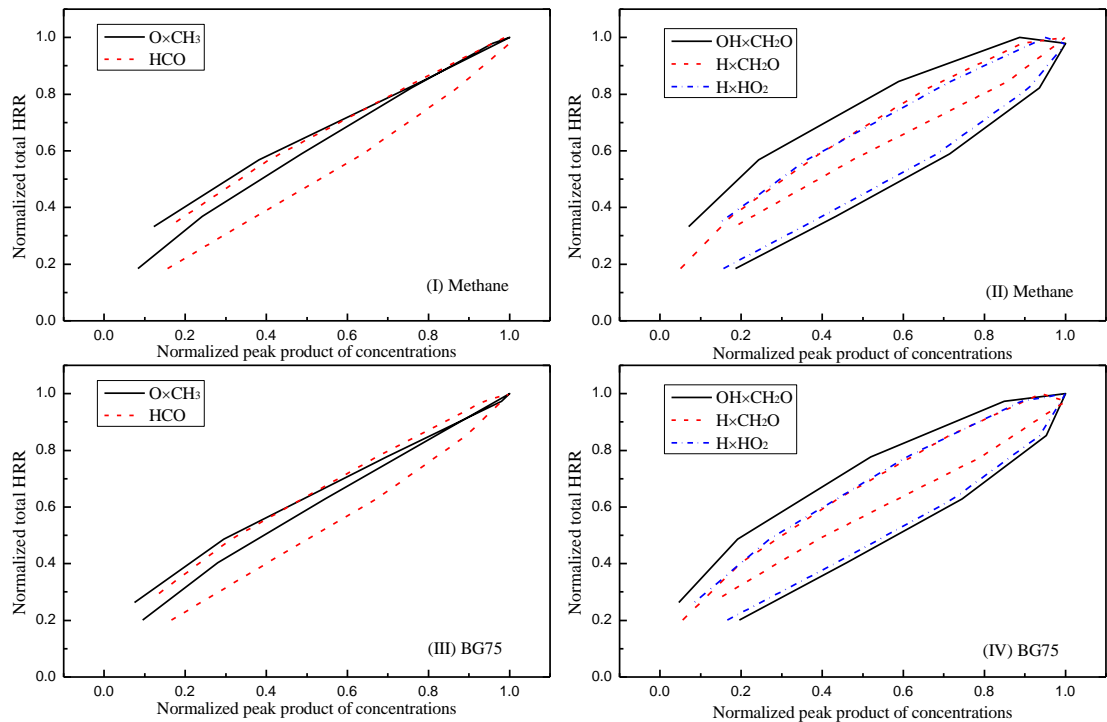 Normalized total HRR
1.0
0.8
0.6
0.4
0.2
0.0
O×CH₃
HCO
(I) Methane
0.0 0.2 0.4 0.6 0.8 1.0
Normalized peak product of concentrations
Normalized total HRR
1.0
0.8
0.6
0.4
0.2
0.0
OH×CH₂O
H×CH₂O
H×HO₂
(II) Methane
0.0 0.2 0.4 0.6 0.8 1.0
Normalized peak product of concentrations
Normalized total HRR
1.0
0.8
0.6
0.4
0.2
0.0
O×CH₃
HCO
(III) BG75
0.0 0.2 0.4 0.6 0.8 1.0
Normalized peak product of concentrations
Normalized total HRR
1.0
0.8
0.6
0.4
0.2
0.0
OH×CH₂O
H×CH₂O
H×HO₂
(IV) BG75
0.0 0.2 0.4 0.6 0.8 1.0
Normalized peak product of concentrations